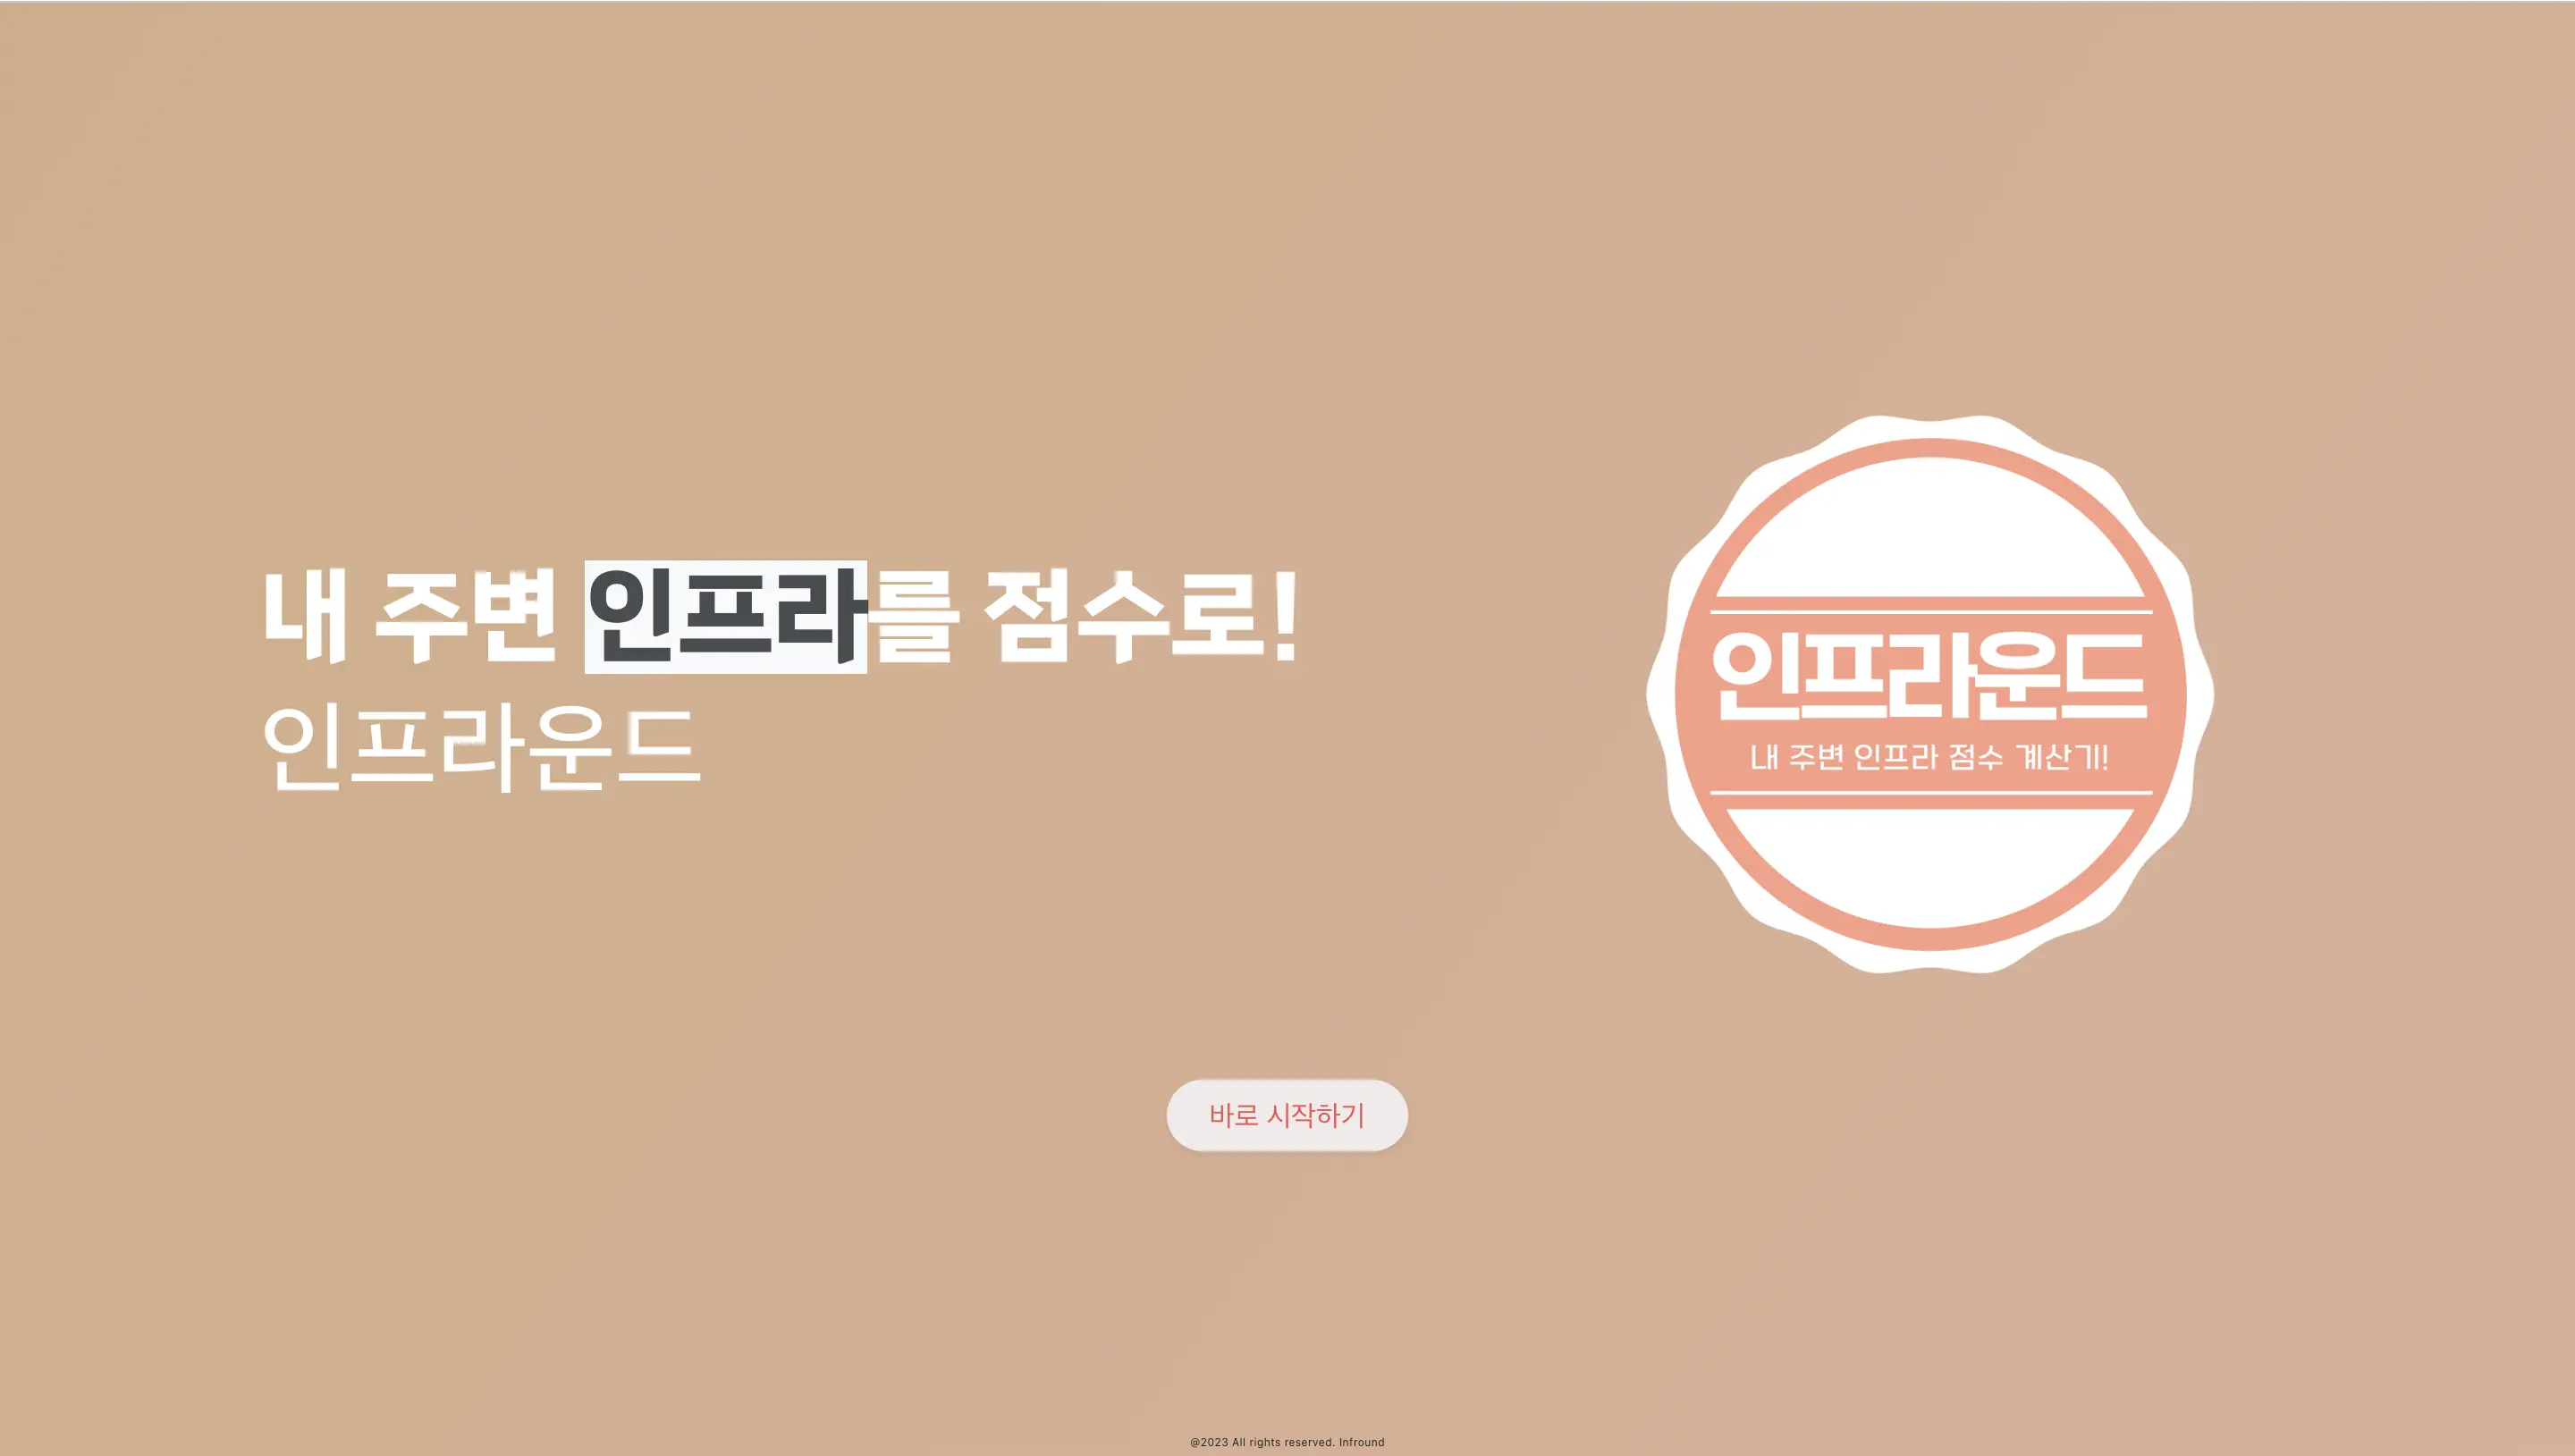 내 주변 인프라를 점수로!
인프라운드
인프라운드
내 주변 인프라 점수 계산기!
바로 시작하기
@2023 All rights reserved. Infround